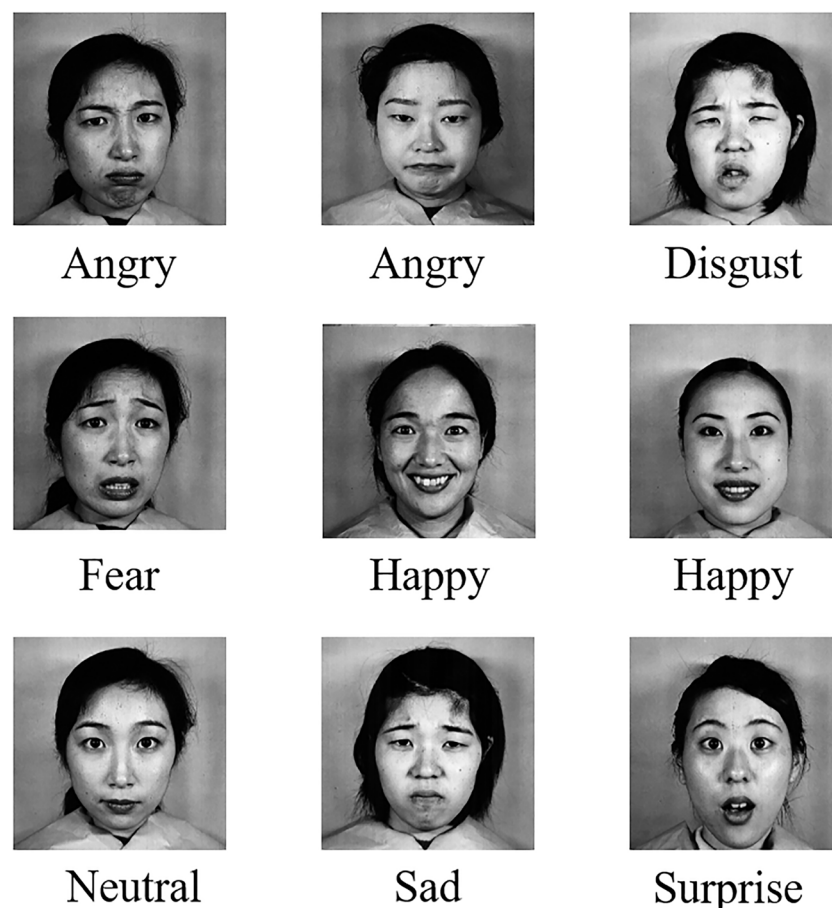 Angry
Angry
Disgust
Fear
Happy
Happy
Neutral
Sad
Surprise